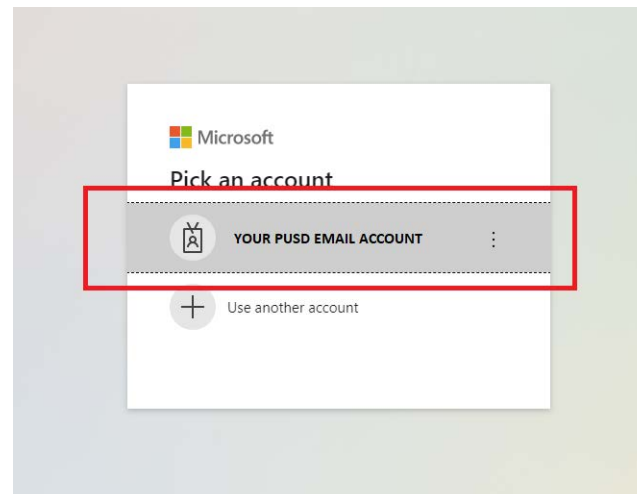 Microsoft
Pick an account
YOUR PUSD EMAIL ACCOUNT
Use another account